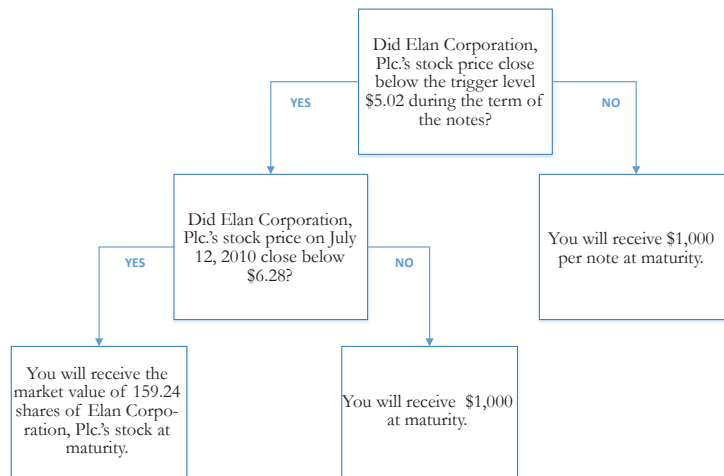 Did Elan Corporation,
Plc.'s stock price close
below the trigger level
$5.02 during the term of
the notes?
YES
NO
Did Elan Corporation,
Plc.'s stock price on July
12, 2010 close below
$6.28?
You will receive $1,000
per note at maturity.
YES
NO
You will receive the
market value of 159.24
shares of Elan Corpo-
ration, Plc.'s stock at
maturity.
You will receive $1,000
at maturity.